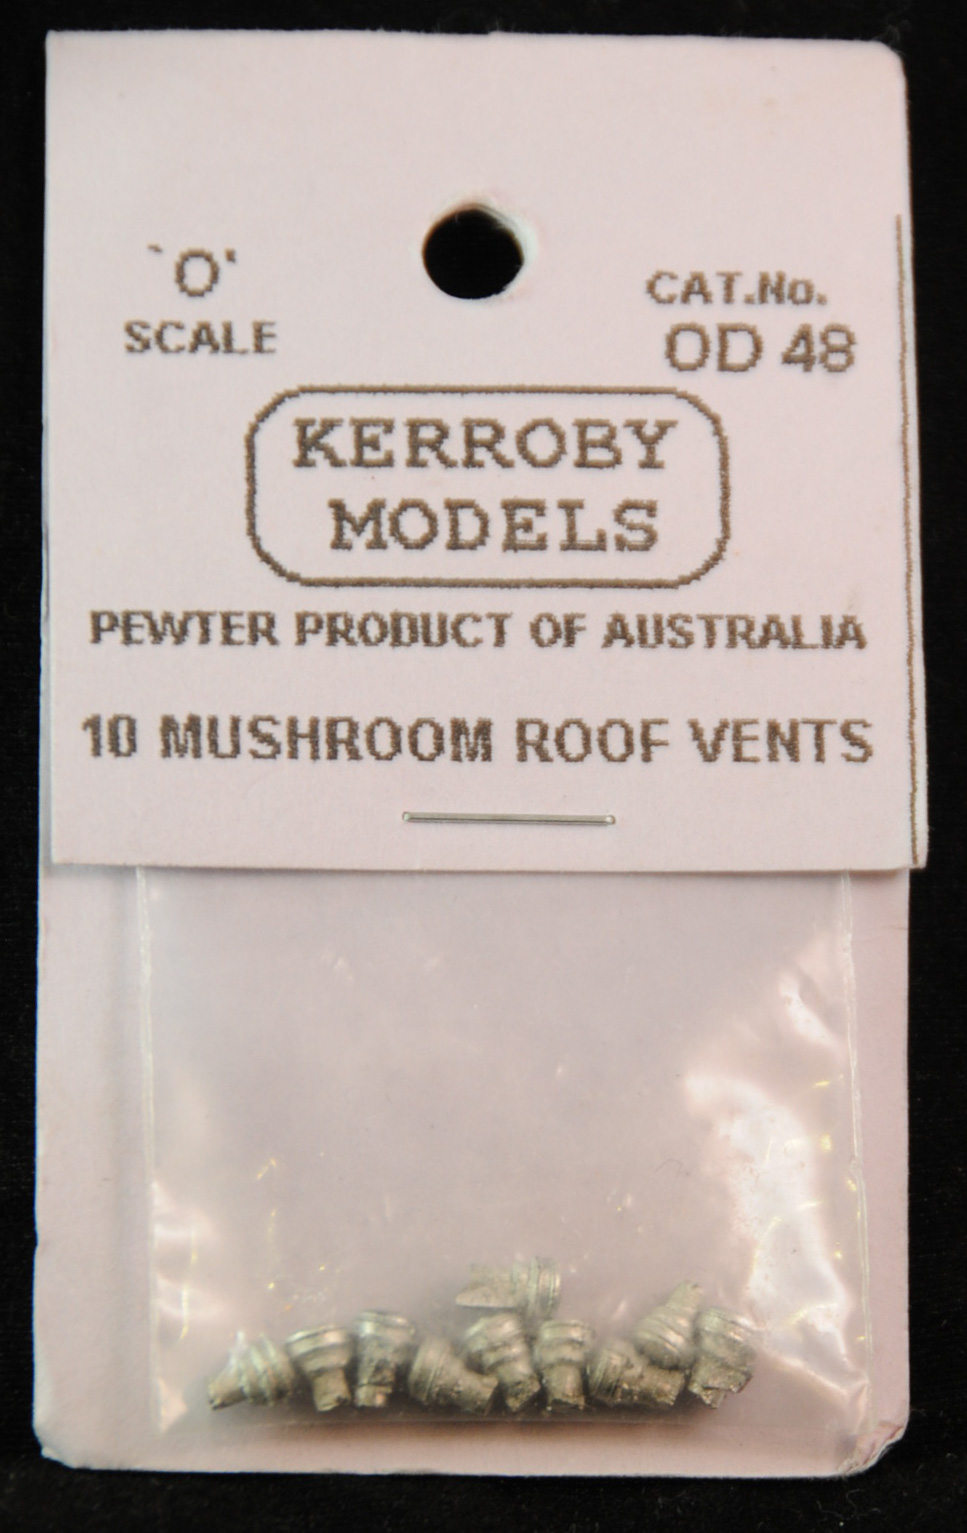 `O'
SCALE
CAT.No.
OD 48
KERROBY
MODELS
PEWTER PRODUCT OF AUSTRALIA
10 MUSHROOM ROOF VENTS